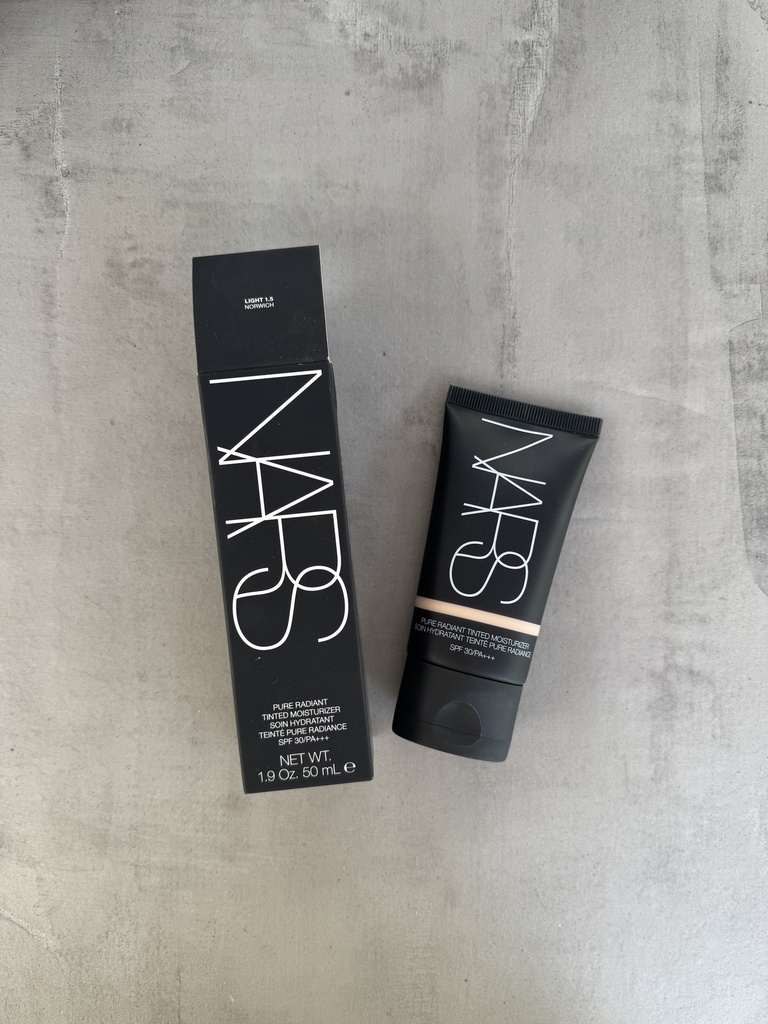 LIGHT 1.5
NORWICH
NARS
PURE RADIANT
TINTED MOISTURIZER
SOIN HYDRATANT
TEINTÉ PURE RADIANCE
SPF 30/PA+++
NET WT.
1.9 Oz. 50 mL ℮
NARS
PURE RADIANT TINTED MOISTURIZER
SOIN HYDRATANT TEINTÉ PURE RADIANCE
SPF 30/PA+++